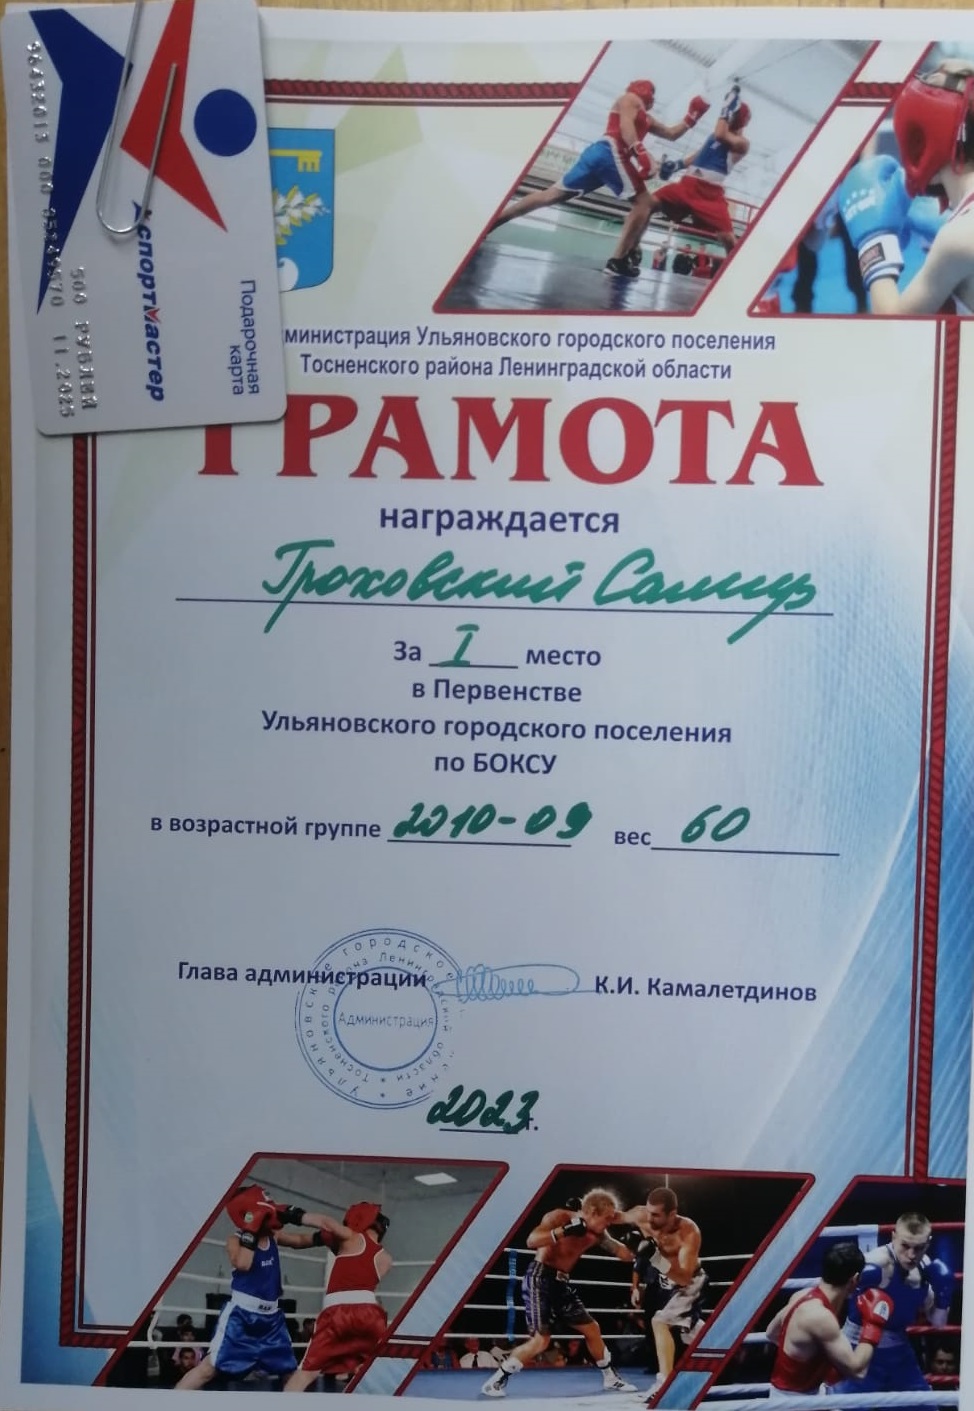 Подарочная
карта
спортмастер
500 РУБЛЕЙ
11.2025
министрация Ульяновского городского поселения
Тосненского района Ленинградской области
ГРАМОТА
награждается
Гроховский
За I место
в Первенстве
Ульяновского городского поселения
по БОКСУ
в возрастной группе 2010-09 вес 60
Глава администрации К.И. Камалетдинов
Администрация
2023 г.